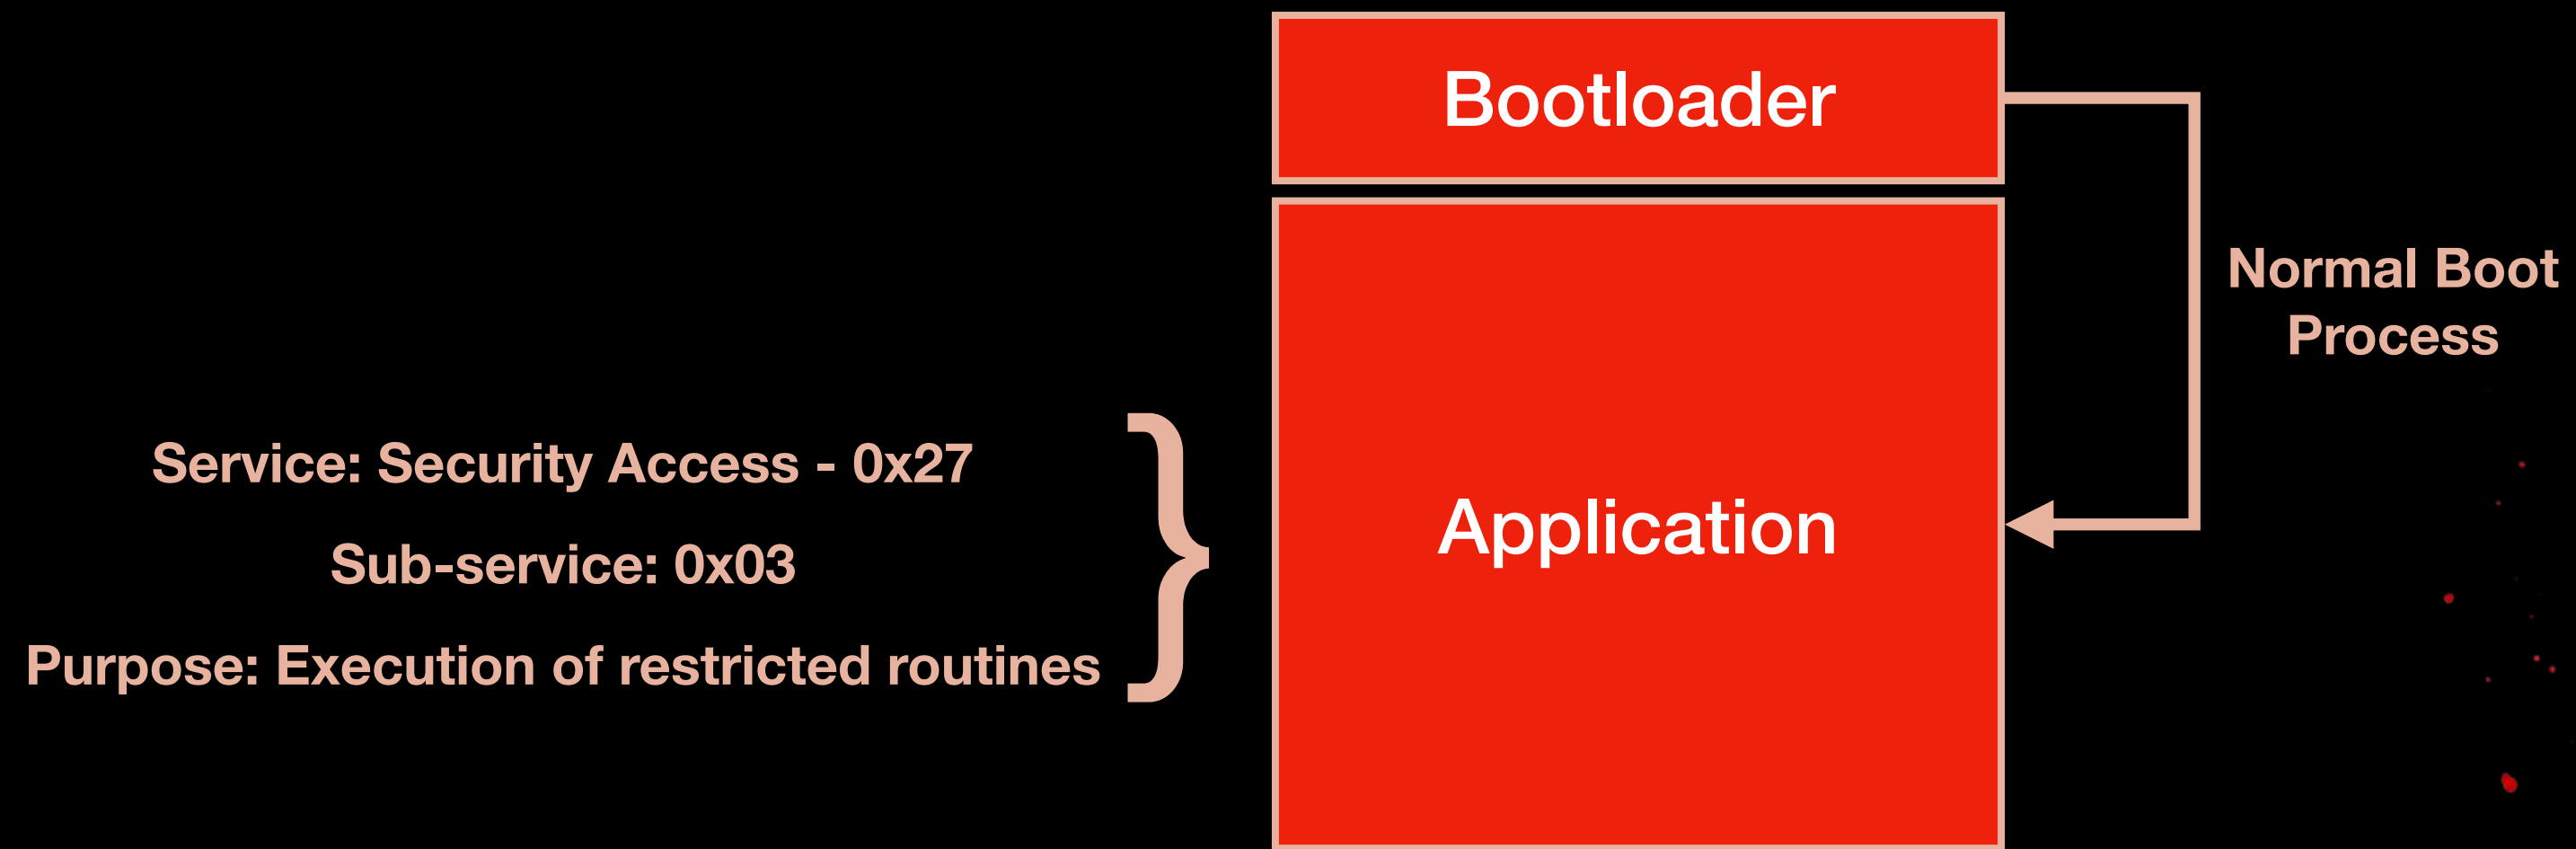 Bootloader
Normal Boot
Process
Service: Security Access - 0x27
Sub-service: 0x03
Purpose: Execution of restricted routines
Application